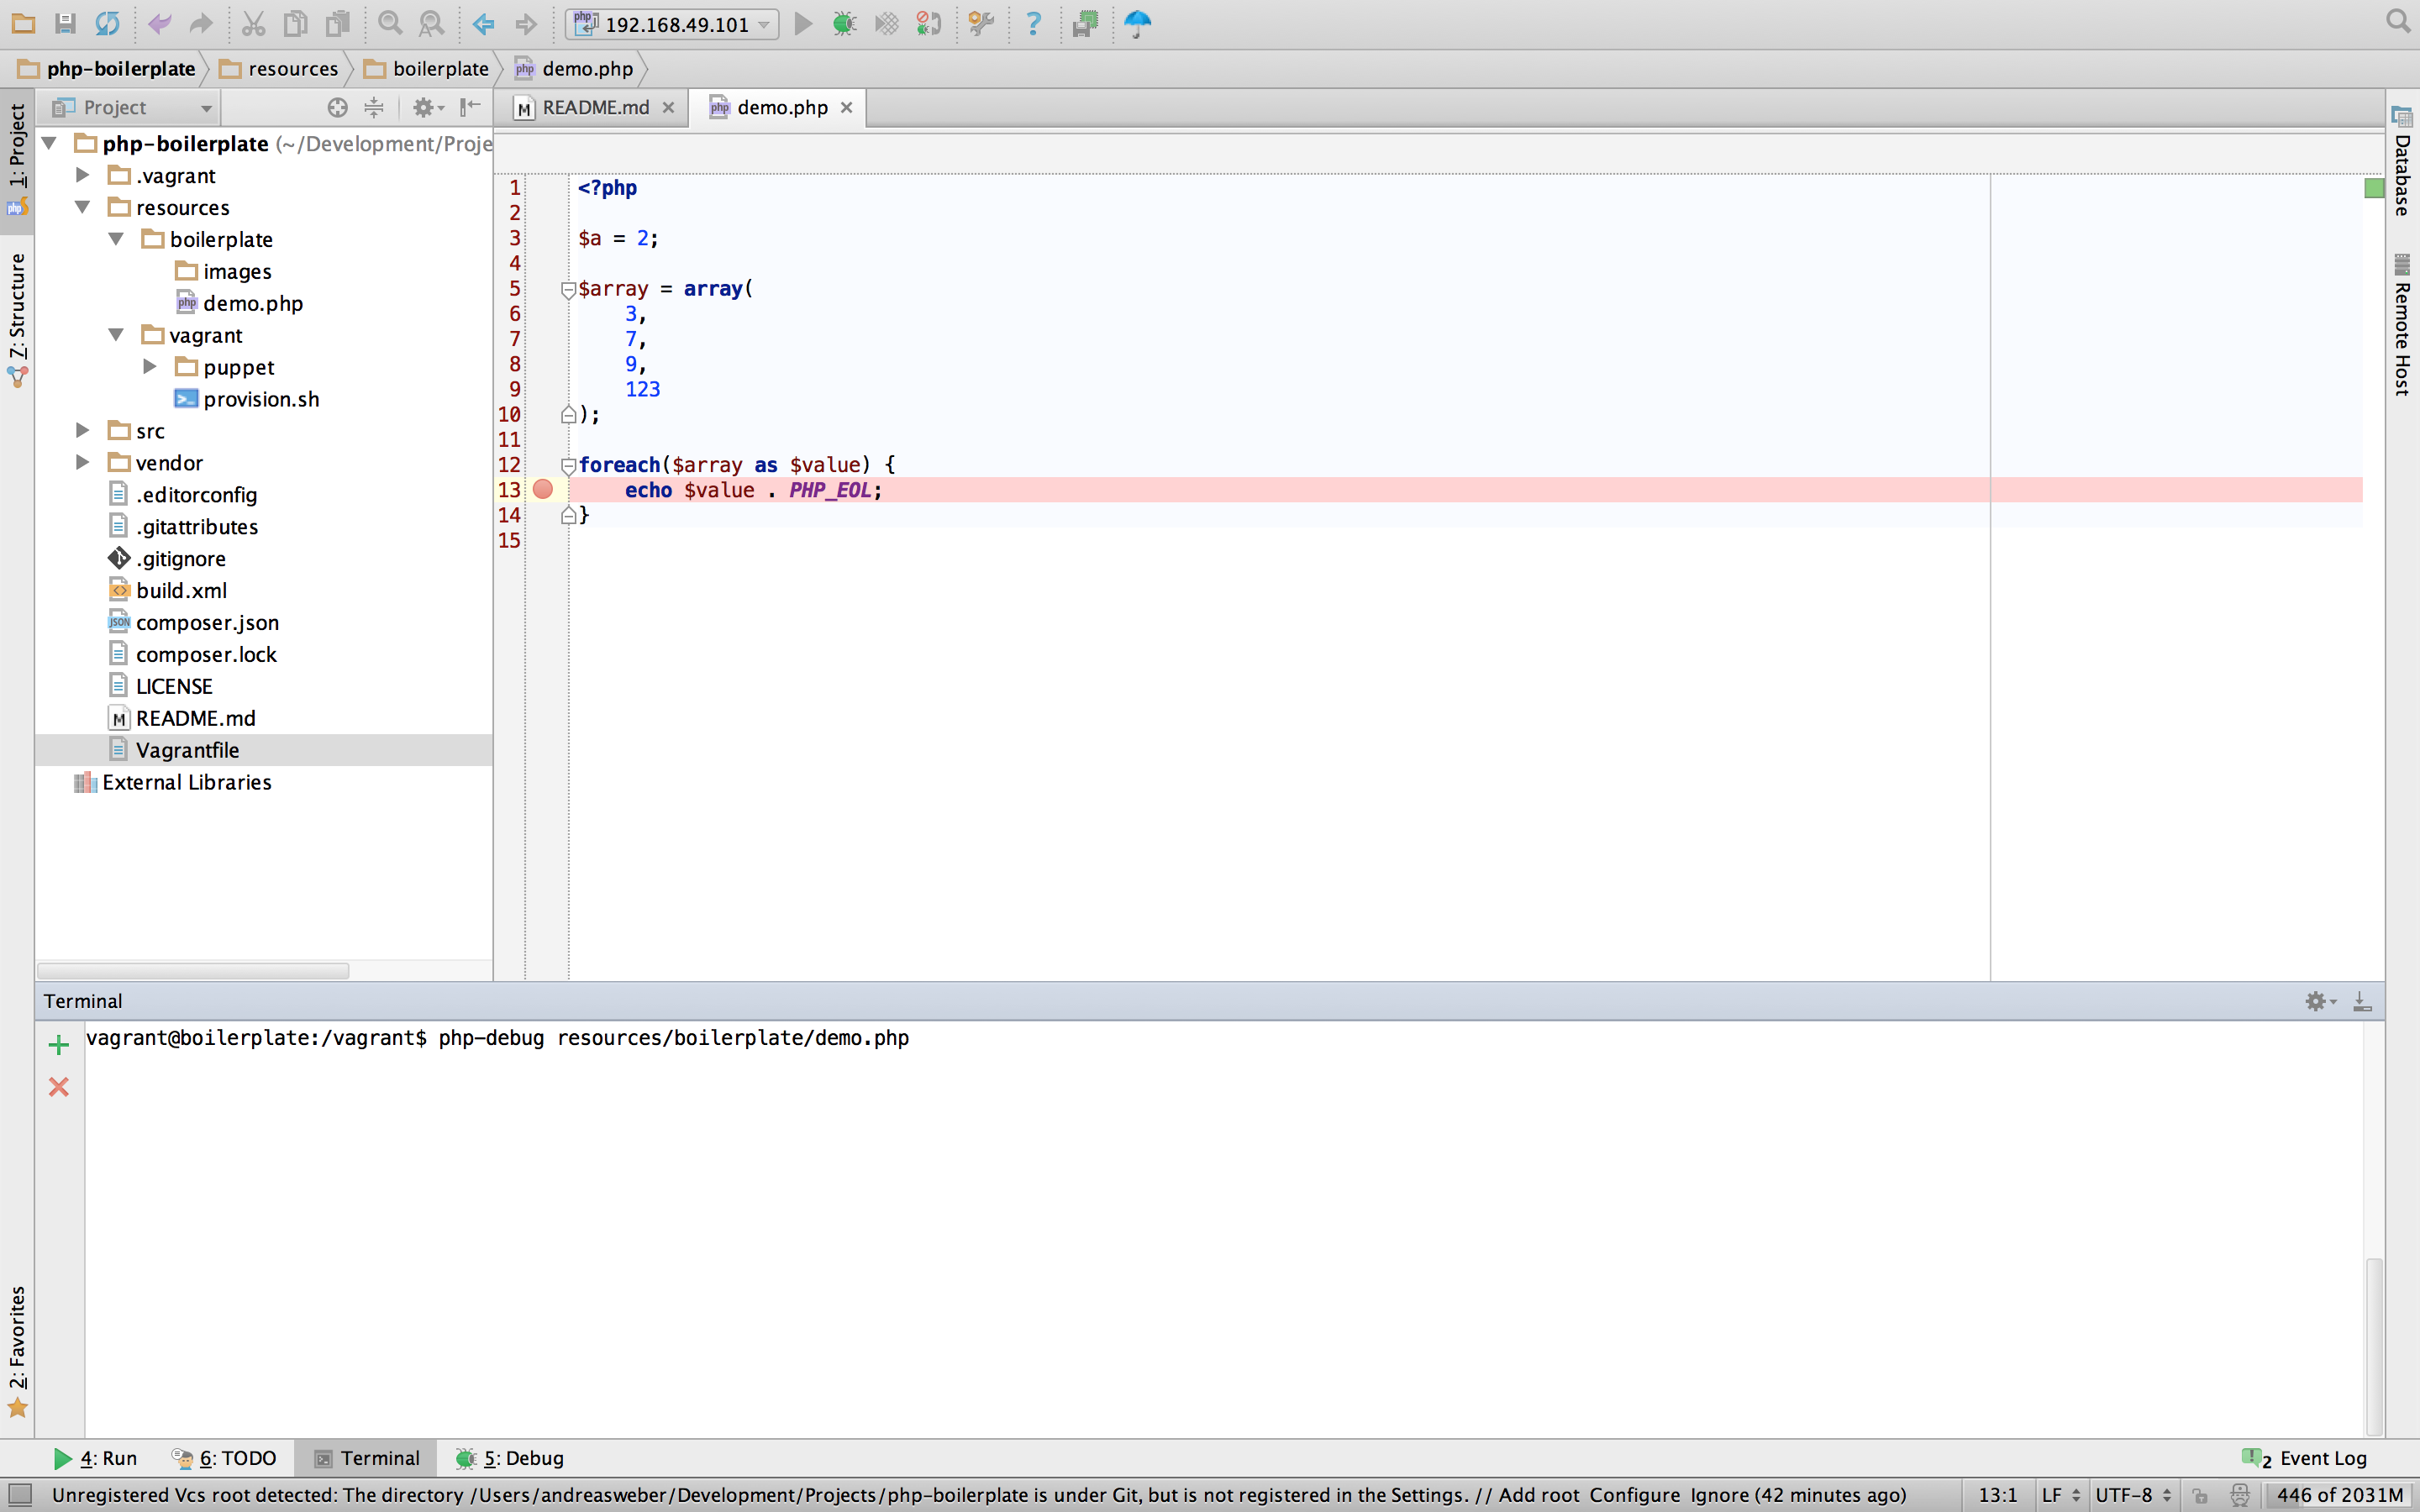 192.168.49.101
php-boilerplate resources boilerplate demo.php
1: Project
7: Structure
2: Favorites
Project
php-boilerplate (~/Development/Proje
.vagrant
resources
boilerplate
images
demo.php
vagrant
puppet
provision.sh
src
vendor
.editorconfig
.gitattributes
.gitignore
build.xml
composer.json
composer.lock
LICENSE
README.md
Vagrantfile
External Libraries
README.md demo.php
1 <?php
2
3 $a = 2;
4
5 $array = array(
6 3,
7 7,
8 9,
9 123
10 );
11
12 foreach($array as $value) {
13 echo $value . PHP_EOL;
14 }
15
Database
Remote Host
Terminal
vagrant@boilerplate:/vagrant$ php-debug resources/boilerplate/demo.php
4: Run 6: TODO Terminal 5: Debug 2 Event Log
Unregistered Vcs root detected: The directory /Users/andreasweber/Development/Projects/php-boilerplate is under Git, but is not registered in the Settings. // Add root Configure Ignore (42 minutes ago) 13:1 LF UTF-8 446 of 2031M